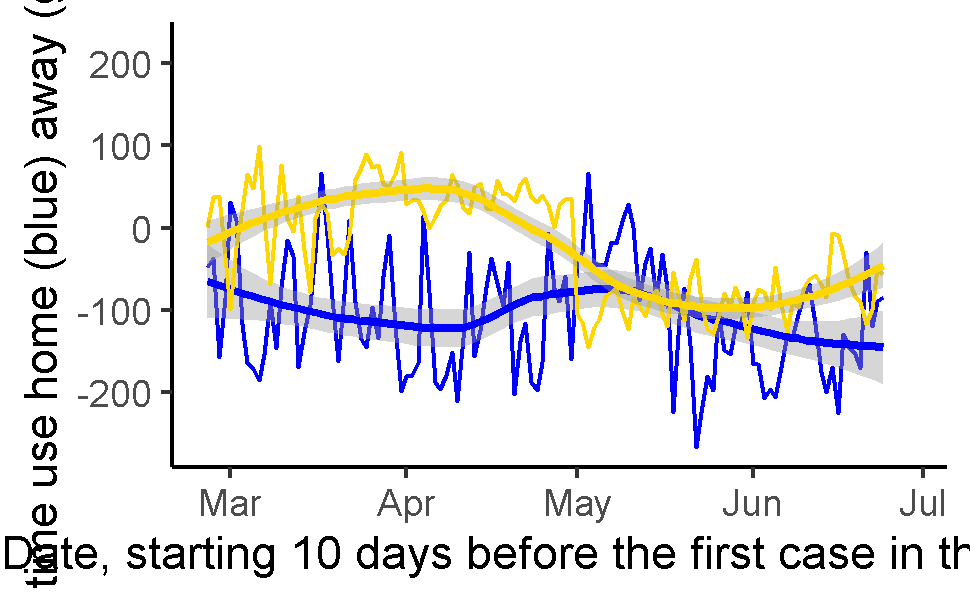 time use home (blue) away (
200
100
0
-100
-200
Mar Apr May Jun Jul
Date, starting 10 days before the first case in th